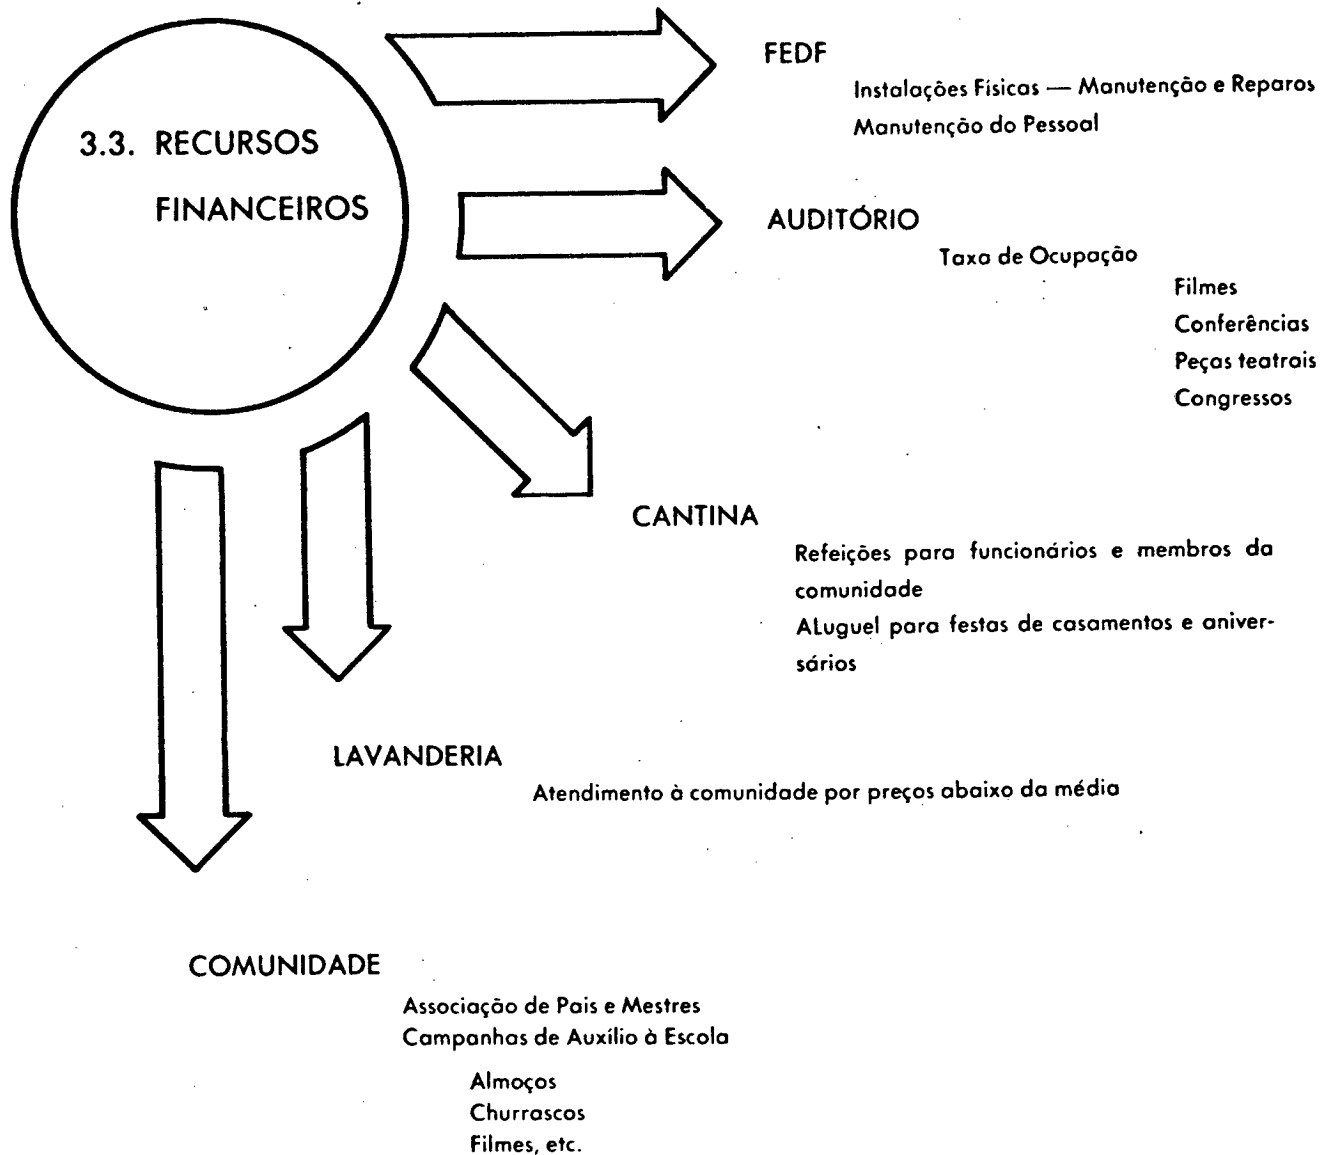 3.3. RECURSOS
FINANCEIROS
FEDF
Instalações Físicas — Manutenção e Reparos
Manutenção do Pessoal
AUDITÓRIO
Taxa de Ocupação
Filmes
Conferências
Peças teatrais
Congressos
CANTINA
Refeições para funcionários e membros da
comunidade
ALuguel para festas de casamentos e aniver-
sários
LAVANDERIA
Atendimento à comunidade por preços abaixo da média
COMUNIDADE
Associação de Pais e Mestres
Campanhas de Auxílio à Escola
Almoços
Churrascos
Filmes, etc.